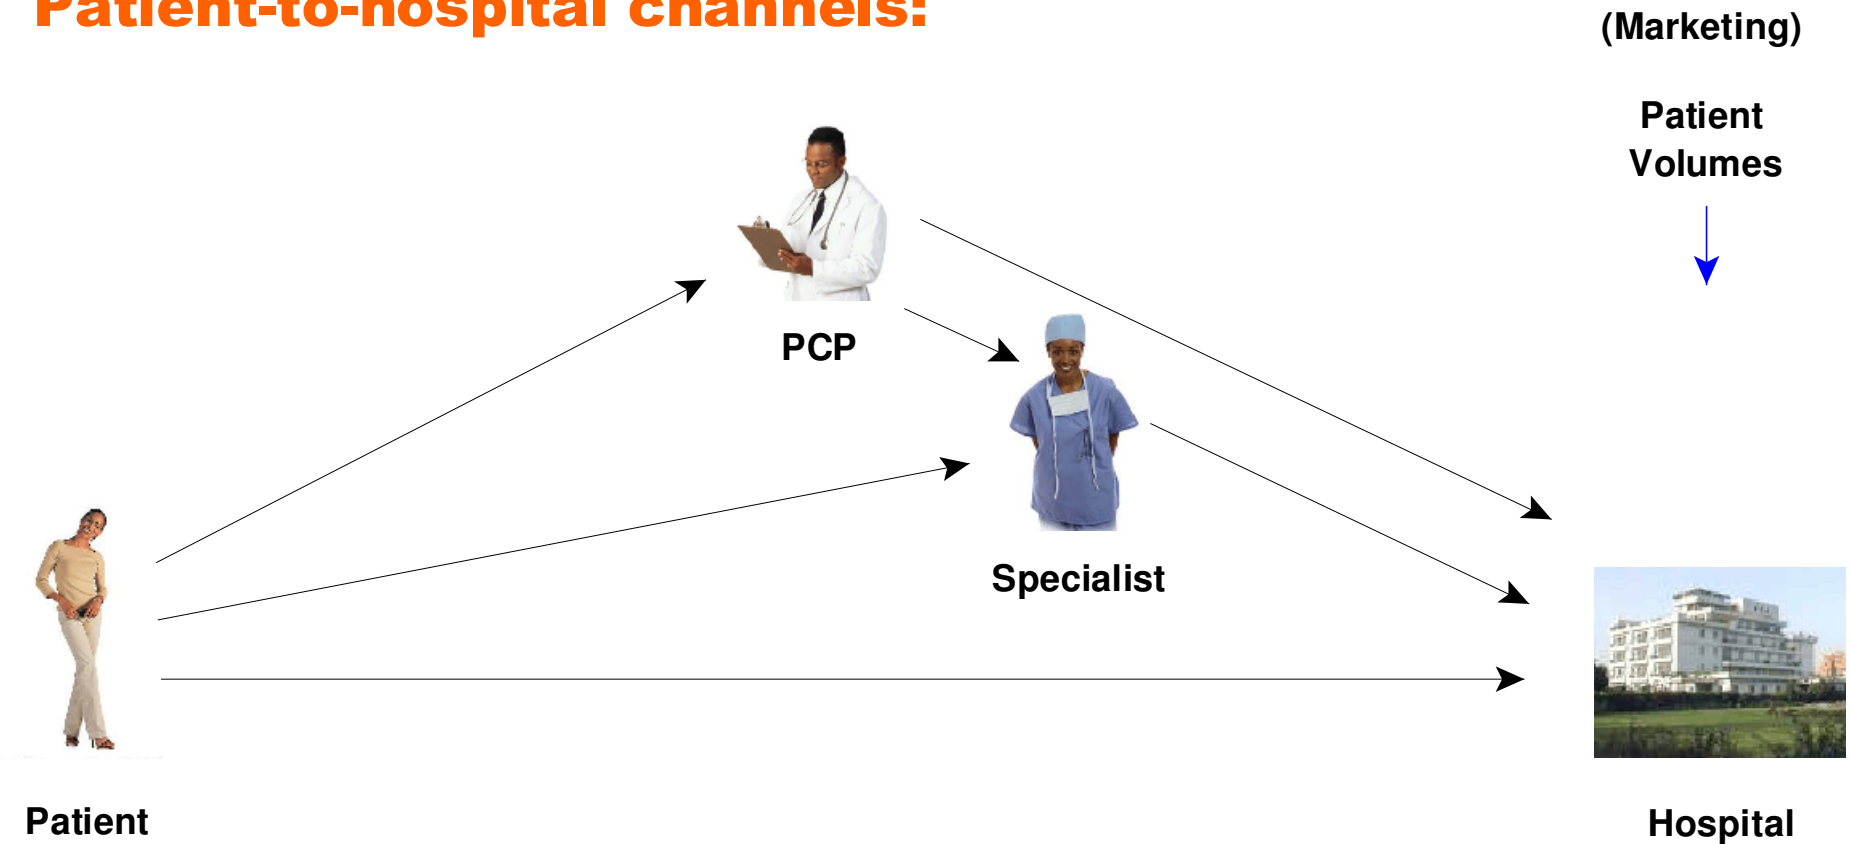 Patient-to-hospital channels:
(Marketing)
Patient
Volumes
PCP
Specialist
Patient
Hospital